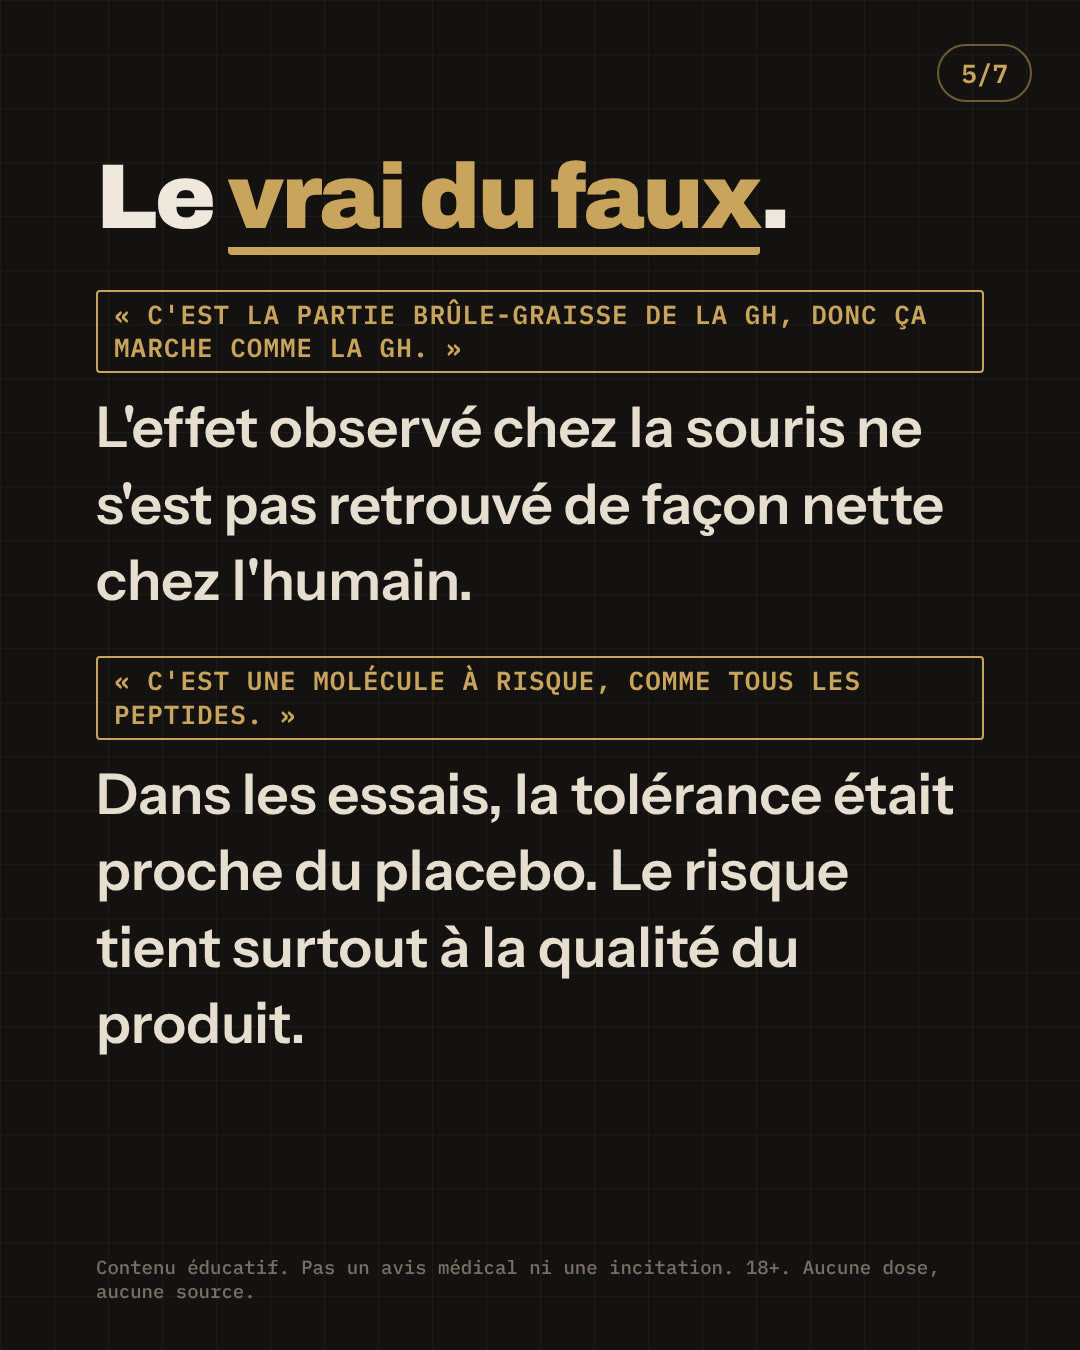 5/7
Le vrai du faux.
« C'EST LA PARTIE BRÛLE-GRAISSE DE LA GH, DONC ÇA
MARCHE COMME LA GH. »
L'effet observé chez la souris ne
s'est pas retrouvé de façon nette
chez l'humain.
« C'EST UNE MOLÉCULE À RISQUE, COMME TOUS LES
PEPTIDES. »
Dans les essais, la tolérance était
proche du placebo. Le risque
tient surtout à la qualité du
produit.
Contenu éducatif. Pas un avis médical ni une incitation. 18+. Aucune dose,
aucune source.